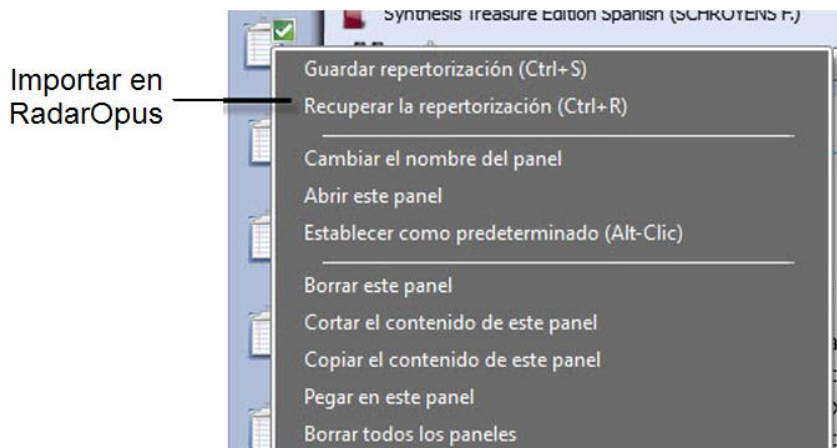 Synthesis Treasure Edition Spanish (SCHROYENS F.)
Importar en
RadarOpus
Guardar repertorización (Ctrl+S)
Recuperar la repertorización (Ctrl+R)
Cambiar el nombre del panel
Abrir este panel
Establecer como predeterminado (Alt-Clic)
Borrar este panel
Cortar el contenido de este panel
Copiar el contenido de este panel
Pegar en este panel
Borrar todos los paneles